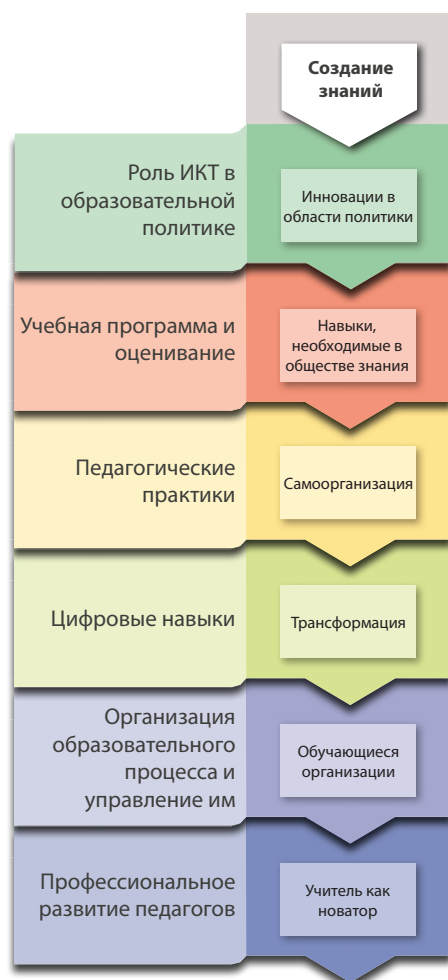 Создание
знаний
Роль ИКТ в
образовательной
политике
Инновации в
области политики
Учебная программа и
оценивание
Навыки,
необходимые в
обществе знания
Педагогические
практики
Самоорганизация
Цифровые навыки
Трансформация
Организация
образовательного
процесса и
управление им
Обучающиеся
организации
Профессиональное
развитие педагогов
Учитель как
новатор